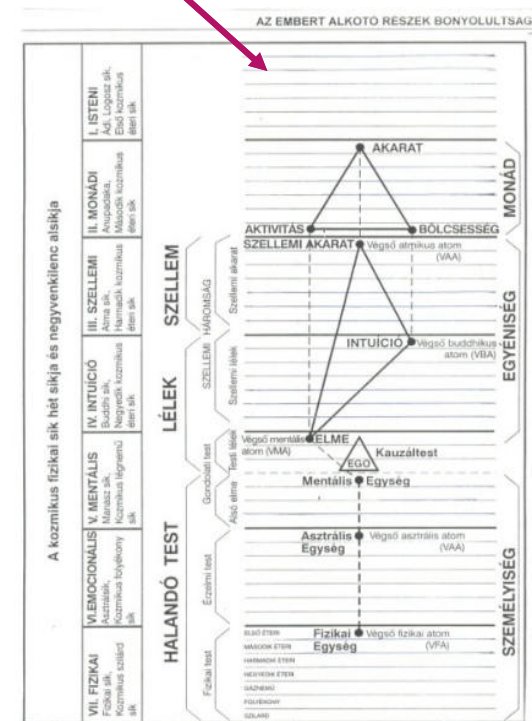 AZ EMBERT ALKOTÓ RÉSZEK BONYOLULTSÁG
A kozmikus fizikai sík hét síkja és negyvenkilenc alsíkja
I. ISTENI
Ádi, Logosz sík,
Első kozmikus
éteri sík
II. MONÁDI
Anupadaka,
Második kozmikus
éteri sík
III. SZELLEMI
Atma sík,
Harmadik kozmikus
éteri sík
IV. INTUÍCIÓ
Buddhi sík,
Negyedik kozmikus
éteri sík
V. MENTÁLIS
Manasz sík,
Kozmikus légnemű
sík
VI.EMOCIONÁLIS
Asztrálsík,
Kozmikus folyékony
sík
VII. FIZIKAI
Fizikai sík,
Kozmikus szilárd
sík
SZELLEM
LÉLEK
HALANDÓ TEST
SZELLEMI HÁROMSÁG
Szellemi akarat
Szellemi lélek
Testi lélek
Gondolati test
Alsó elme
Érzelmi test
Fizikai test
AKARAT
AKTIVITÁS
BÖLCSESSÉG
SZELLEMI AKARAT
Végső atmikus atom
(VAA)
INTUÍCIÓ
Végső buddhikus
atom (VBA)
Végső mentális
atom (VMA)
ELME
EGO
Kauzáltest
Mentális Egység
Asztrális
Egység
Végső asztrális atom
(VAA)
Fizikai
Egység
Végső fizikai atom
(VFA)
ELSŐ ÉTERI
MÁSODIK ÉTERI
HARMADIK ÉTERI
NEGYEDIK ÉTERI
GÁZNEMŰ
FOLYÉKONY
SZILÁRD
MONÁD
EGYÉNISÉG
SZEMÉLYISÉG